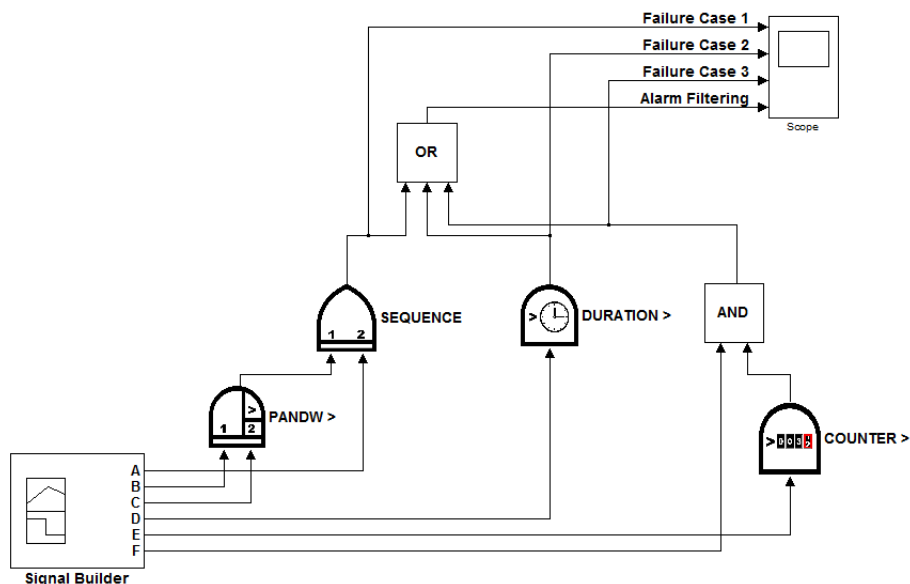 Failure Case 1
Failure Case 2
Failure Case 3
Alarm Filtering
Scope
OR
SEQUENCE
1 2
> DURATION >
AND
PANDW >
>
1 2
> COUNTER >
A
B
C
D
E
F
Signal Builder